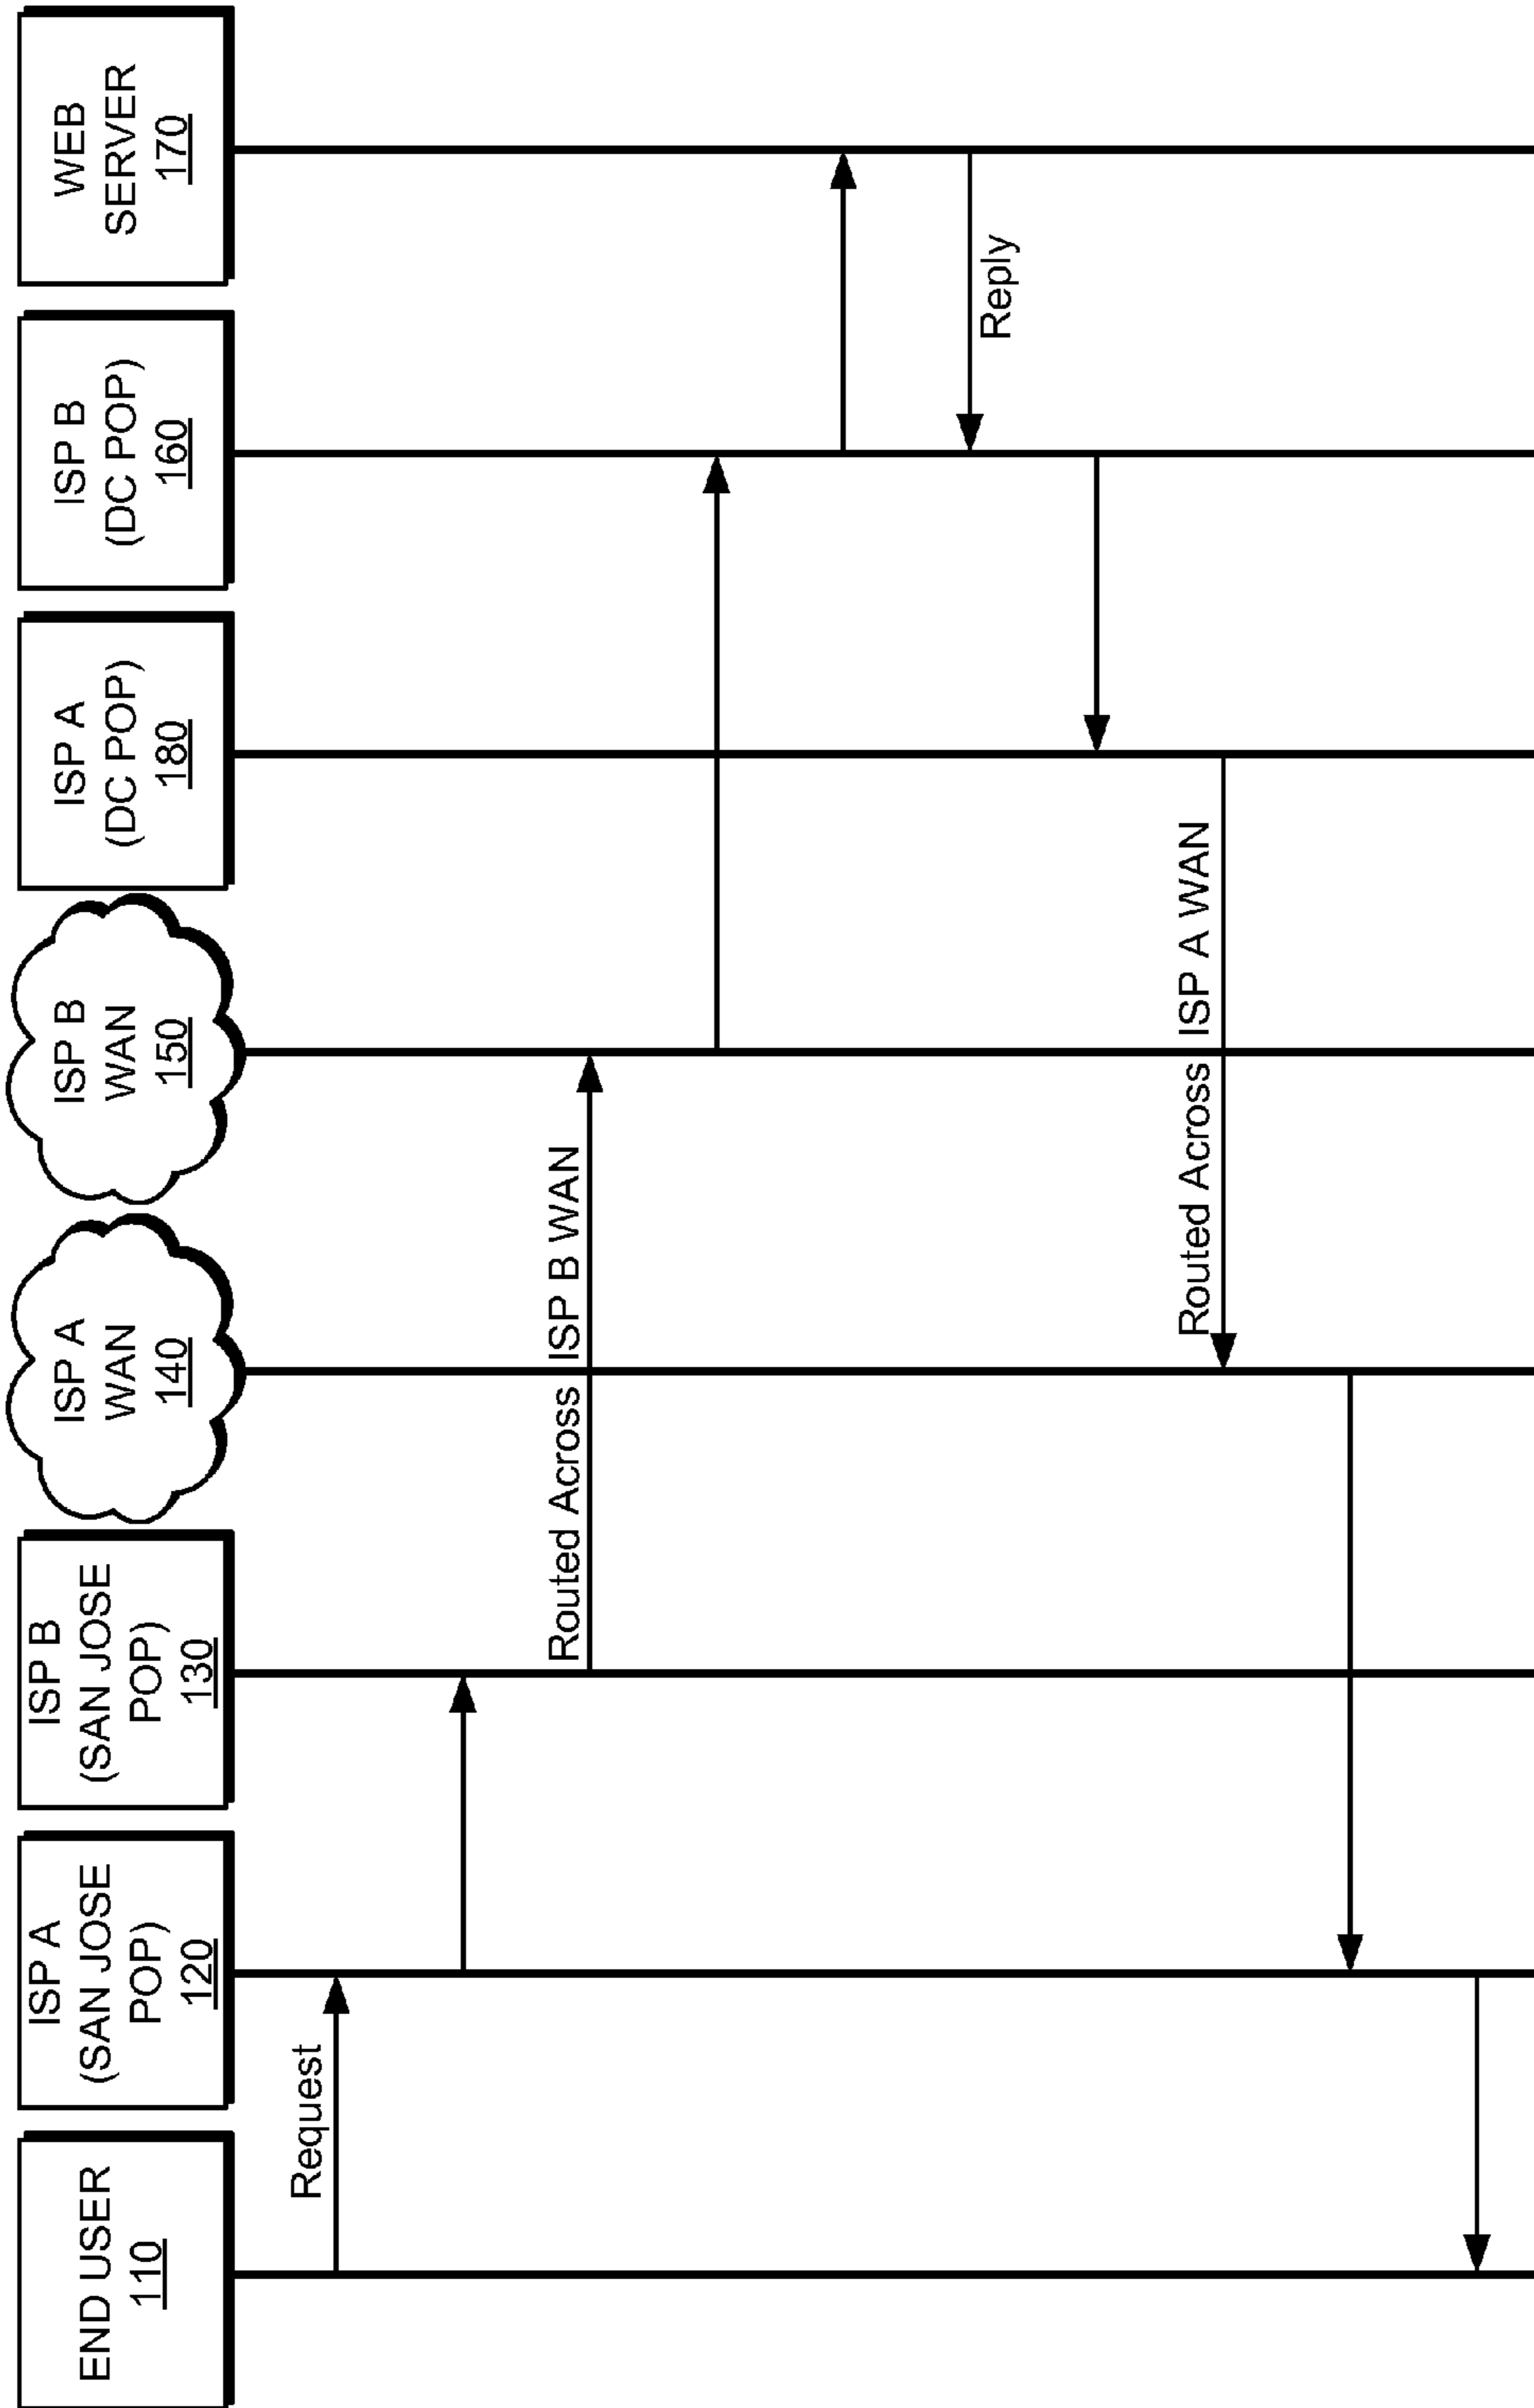 END USER
110
ISP A
(SAN JOSE
POP)
120
ISP B
(SAN JOSE
POP)
130
ISP A
WAN
140
ISP B
WAN
150
ISP A
(DC POP)
180
ISP B
(DC POP)
160
WEB
SERVER
170
Request
Routed Across ISP B WAN
Reply
Routed Across ISP A WAN